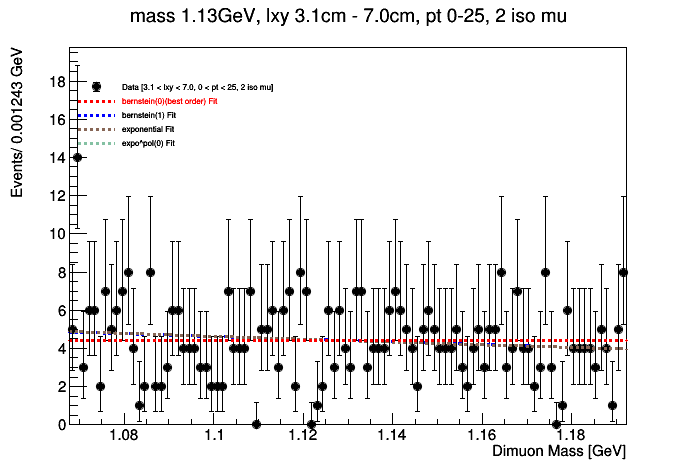 mass 1.13GeV, lxy 3.1cm - 7.0cm, pt 0-25, 2 iso mu
Events/ 0.001243 GeV
18
16
14
12
10
8
6
4
2
0
Data [3.1 < lxy < 7.0, 0 < pt < 25, 2 iso mu]
bernstein(0)(best order) Fit
bernstein(1) Fit
exponential Fit
expo*pol(0) Fit
1.08 1.1 1.12 1.14 1.16 1.18
Dimuon Mass [GeV]